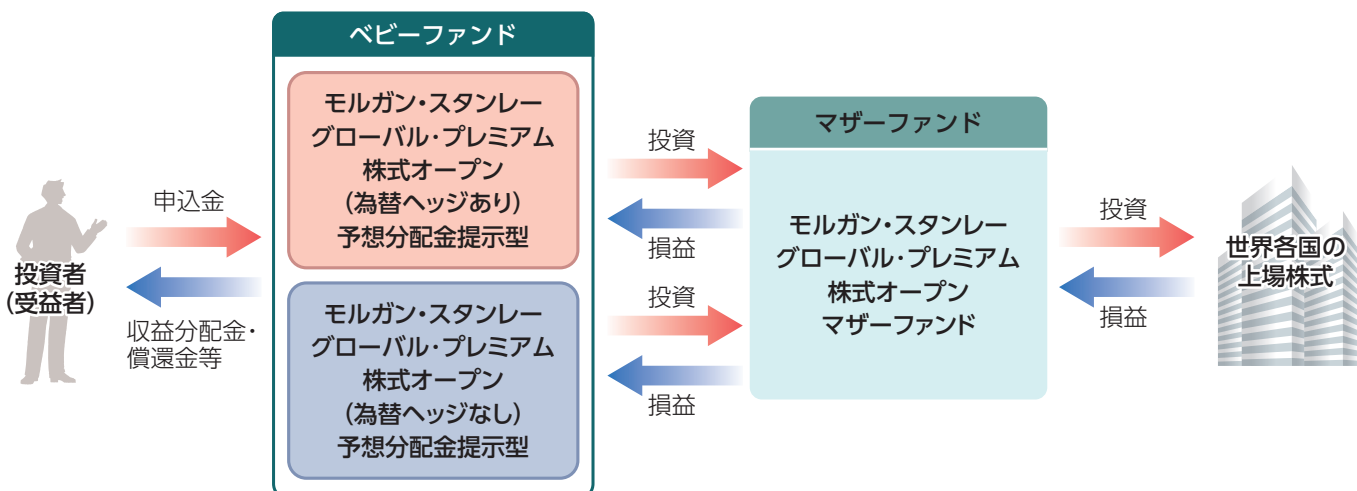 ベビーファンド
モルガン・スタンレー
グローバル・プレミアム
株式オープン
(為替ヘッジあり)
予想分配金提示型
モルガン・スタンレー
グローバル・プレミアム
株式オープン
(為替ヘッジなし)
予想分配金提示型
投資者
(受益者)
申込金
収益分配金・
償還金等
投資
損益
投資
損益
マザーファンド
モルガン・スタンレー
グローバル・プレミアム
株式オープン
マザーファンド
投資
損益
世界各国の
上場株式